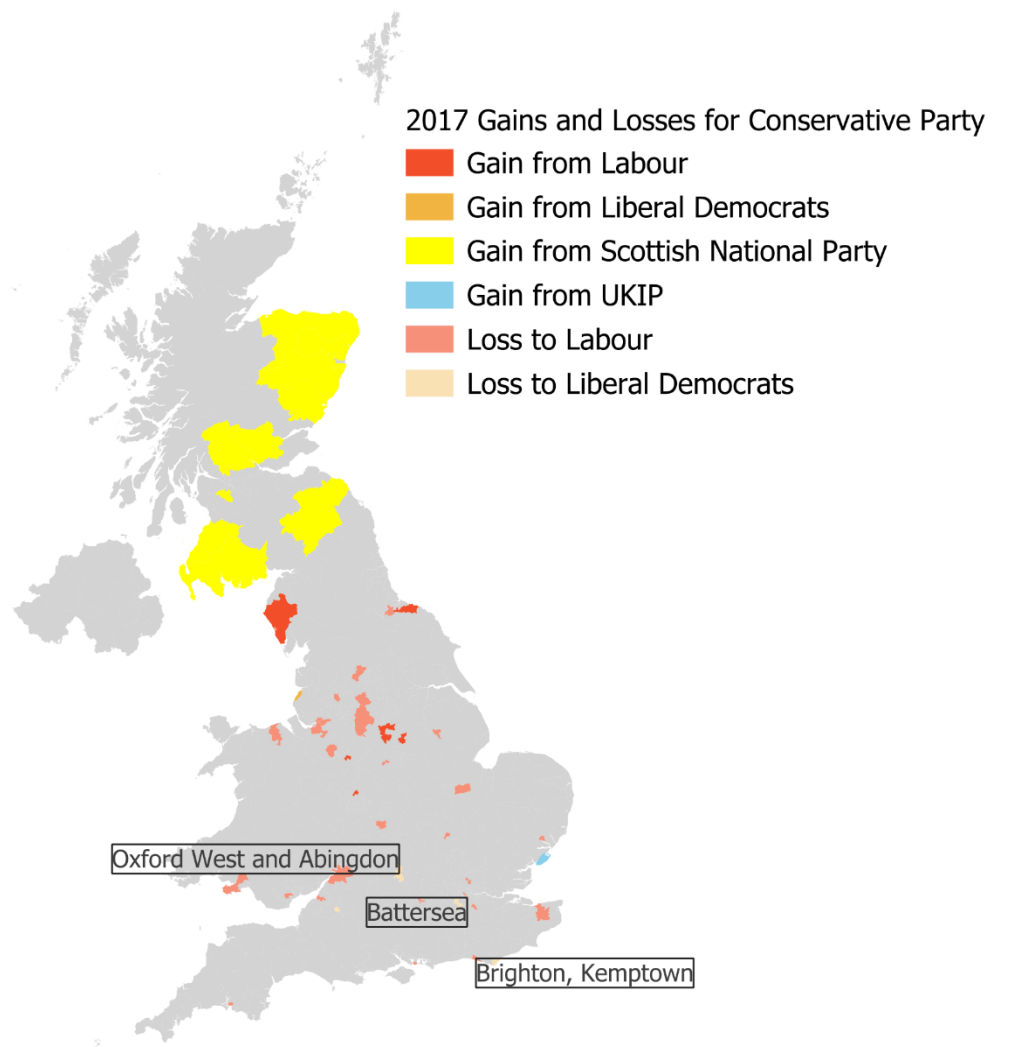 2017 Gains and Losses for Conservative Party
Gain from Labour
Gain from Liberal Democrats
Gain from Scottish National Party
Gain from UKIP
Loss to Labour
Loss to Liberal Democrats
Oxford West and Abingdon
Battersea
Brighton, Kemptown